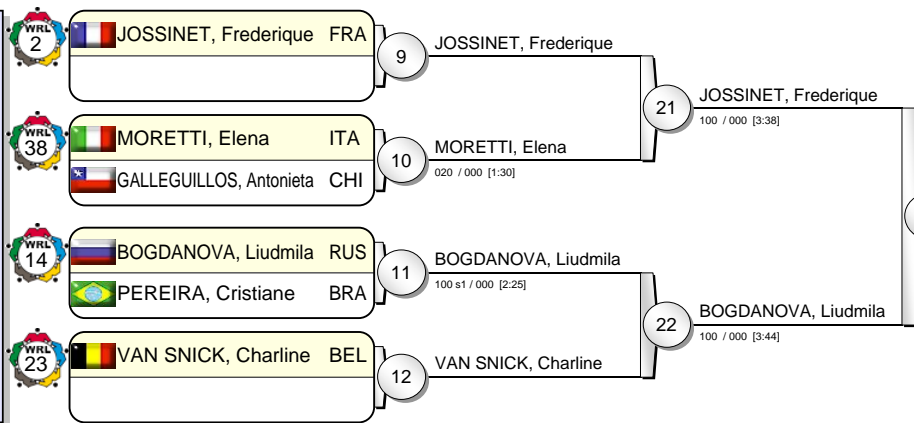 WRL 2 JOSSINET, Frederique FRA
9 JOSSINET, Frederique
21 JOSSINET, Frederique
100 / 000 [3:38]
WRL 38 MORETTI, Elena ITA
GALLEGUILLOS, Antonieta CHI
10 MORETTI, Elena
020 / 000 [1:30]
WRL 14 BOGDANOVA, Liudmila RUS
PEREIRA, Cristiane BRA
11 BOGDANOVA, Liudmila
100 s1 / 000 [2:25]
22 BOGDANOVA, Liudmila
100 / 000 [3:44]
WRL 23 VAN SNICK, Charline BEL
12 VAN SNICK, Charline